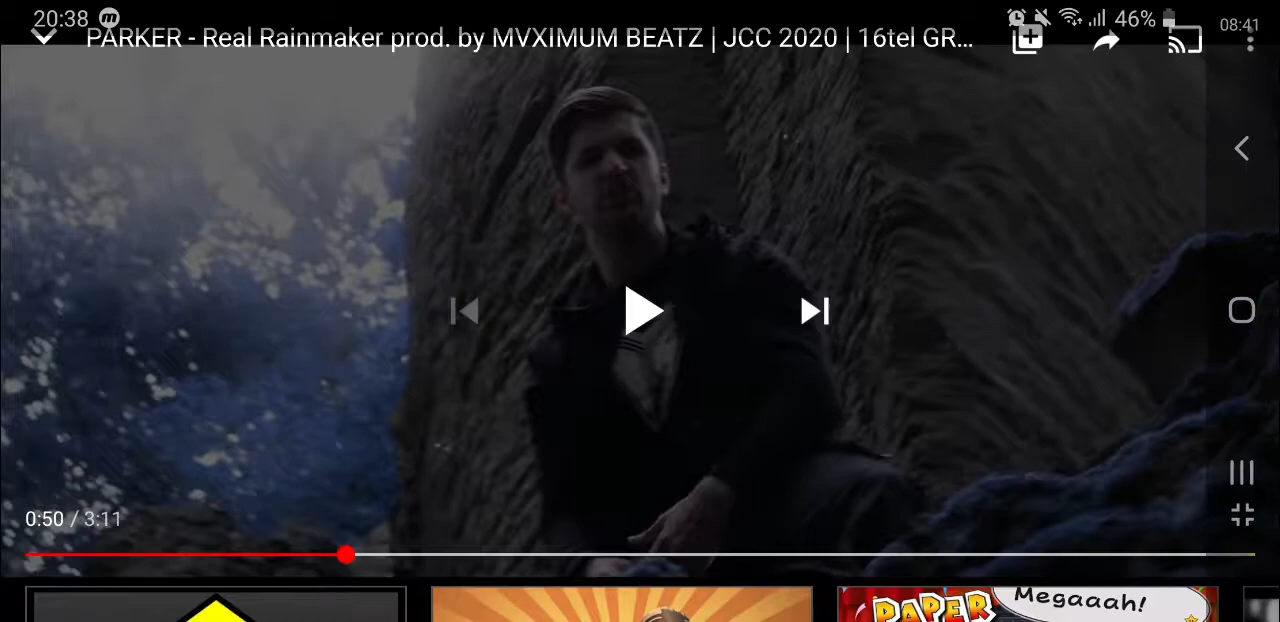 20:38 m 46% 08:41
PARKER - Real Rainmaker prod. by MVXIMUM BEATZ | JCC 2020 | 16tel GR...
0:50 / 3:11
PAPER Megaaah!